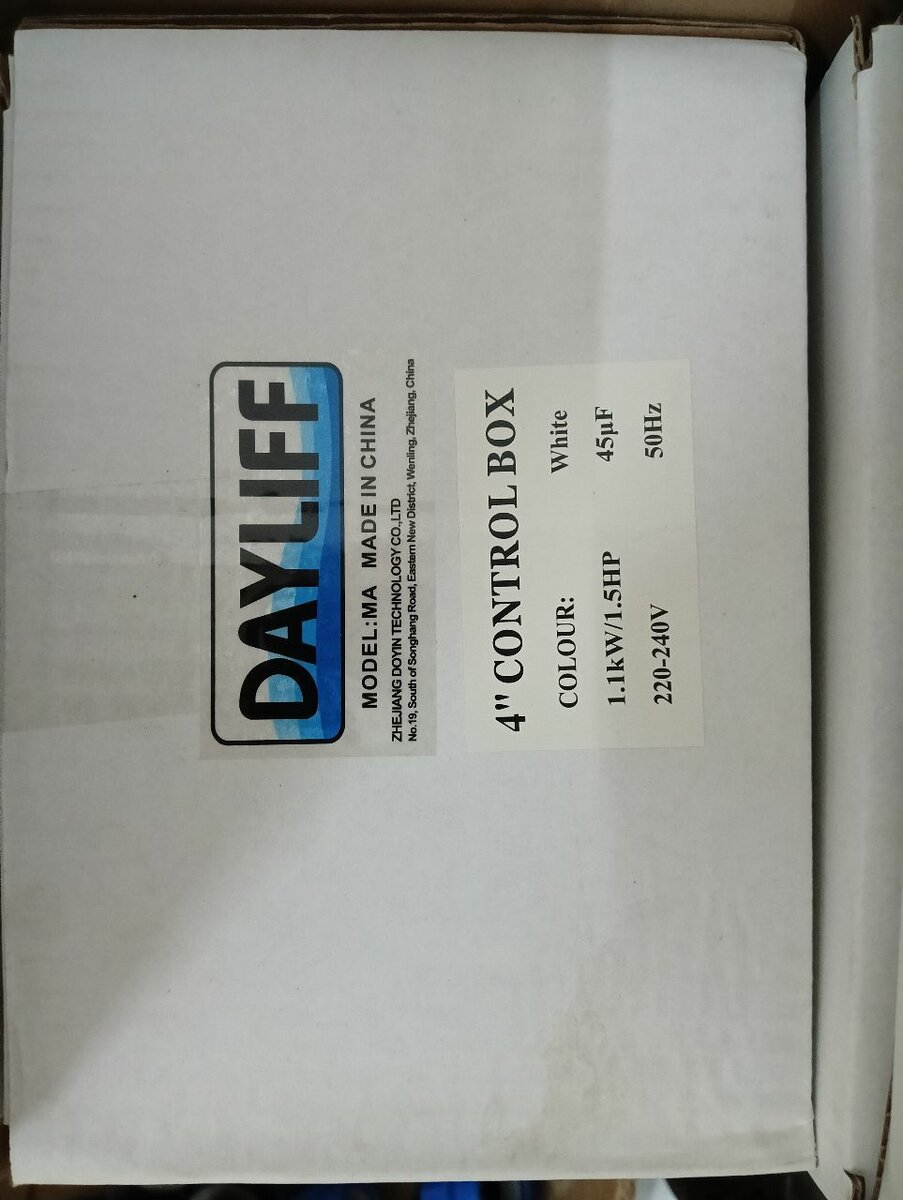 DAYLIFF
MODEL:MA MADE IN CHINA
ZHEJIANG DOYIN TECHNOLOGY CO.,LTD
No.19, South of Songhang Road, Eastern New District, Wenling, Zhejiang, China
4" CONTROL BOX
COLOUR: White
1.1kW/1.5HP 45µF
220-240V 50Hz